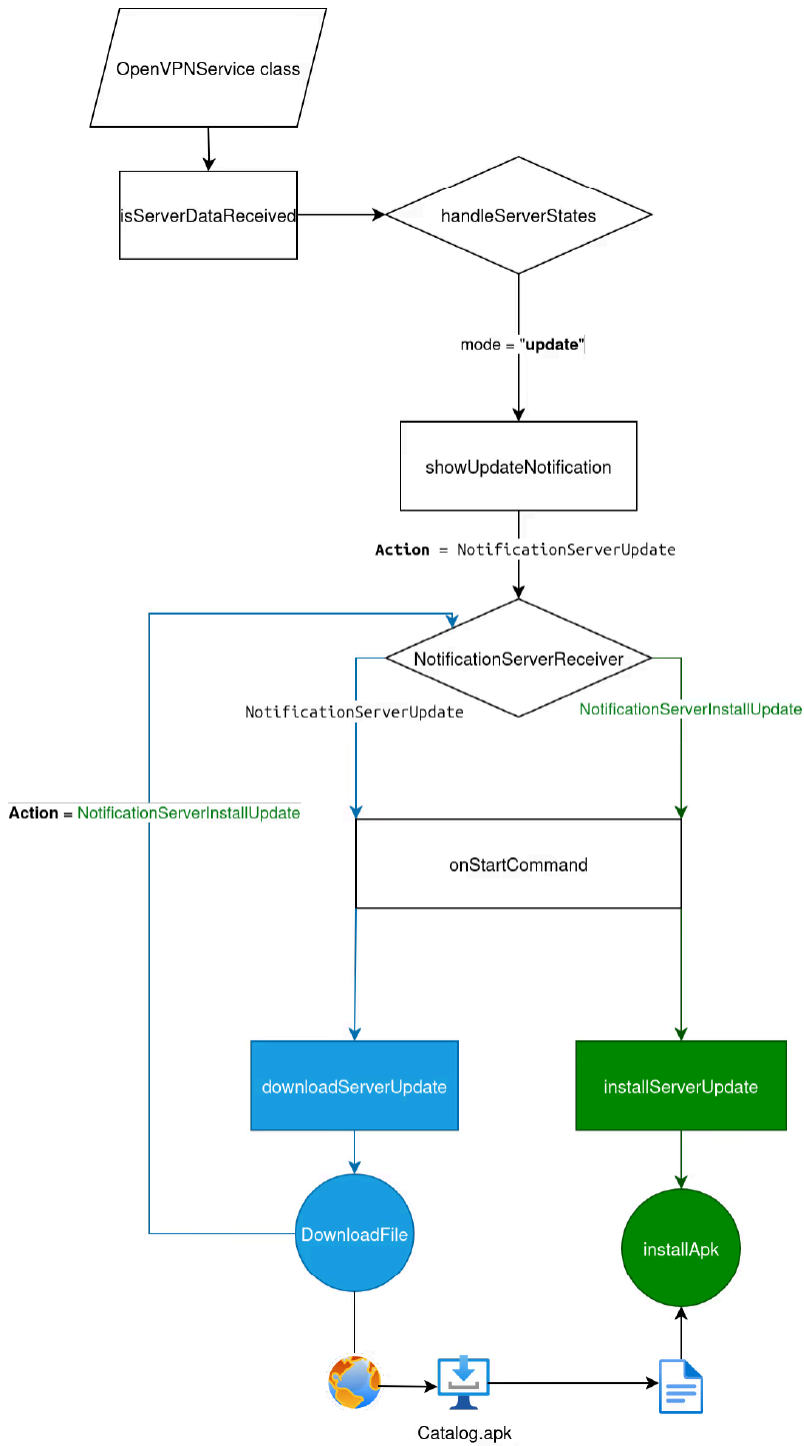 OpenVPNService class
isServerDataReceived
handleServerStates
mode = "update"
showUpdateNotification
Action = NotificationServerUpdate
NotificationServerReceiver
NotificationServerUpdate
NotificationServerInstallUpdate
Action = NotificationServerInstallUpdate
onStartCommand
downloadServerUpdate
installServerUpdate
DownloadFile
installApk
Catalog.apk